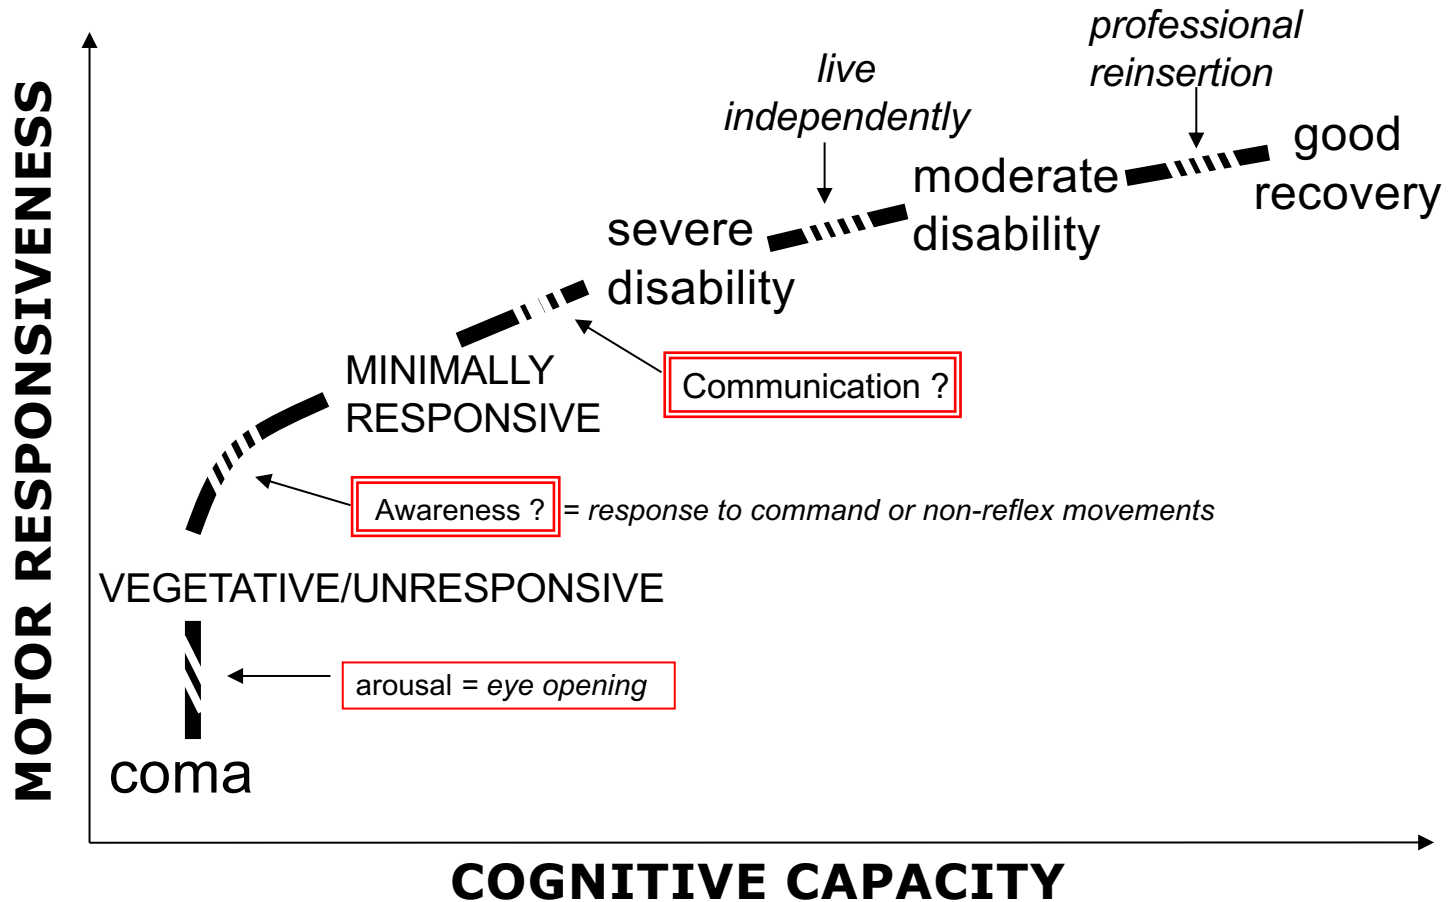 professional
reinsertion
live
independently
good
recovery
moderate
disability
severe
disability
MINIMALLY
RESPONSIVE
Communication ?
Awareness ? = response to command or non-reflex movements
VEGETATIVE/UNRESPONSIVE
arousal = eye opening
coma
MOTOR RESPONSIVENESS
COGNITIVE CAPACITY